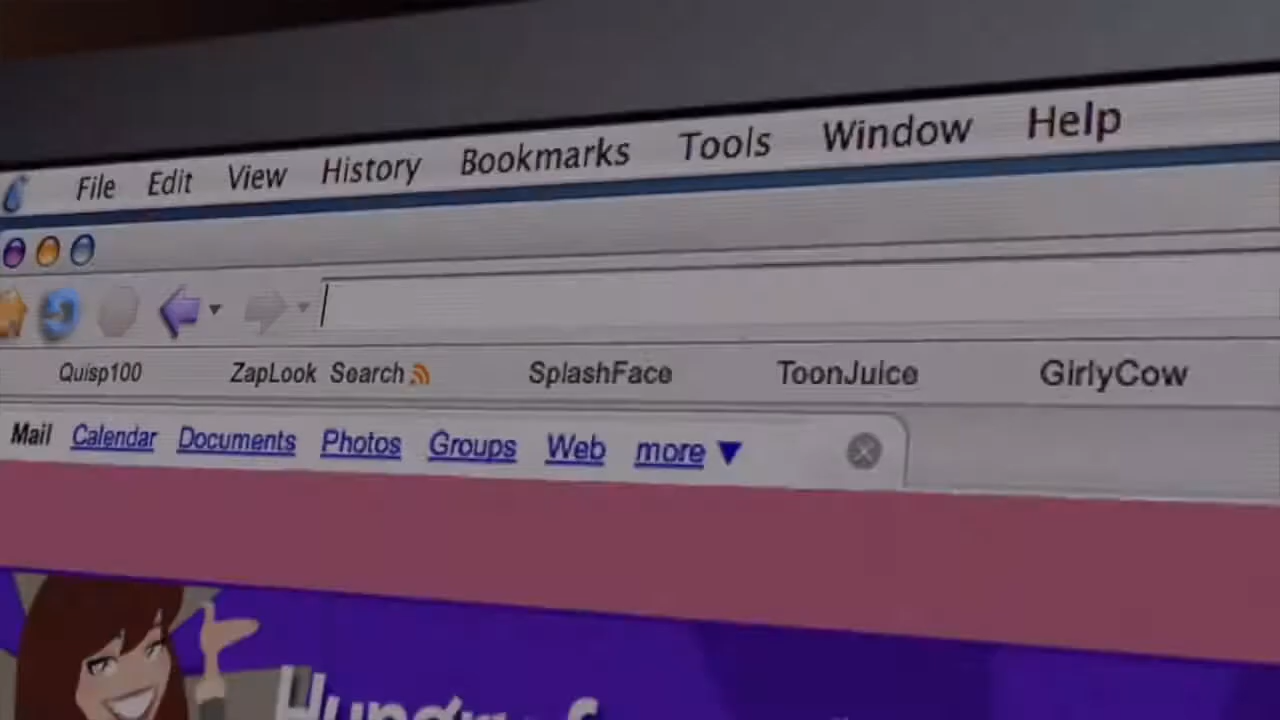 File Edit View History Bookmarks Tools Window Help
Quisp100 ZapLook Search SplashFace ToonJuice GirlyCow
Mail Calendar Documents Photos Groups Web more
Hungry